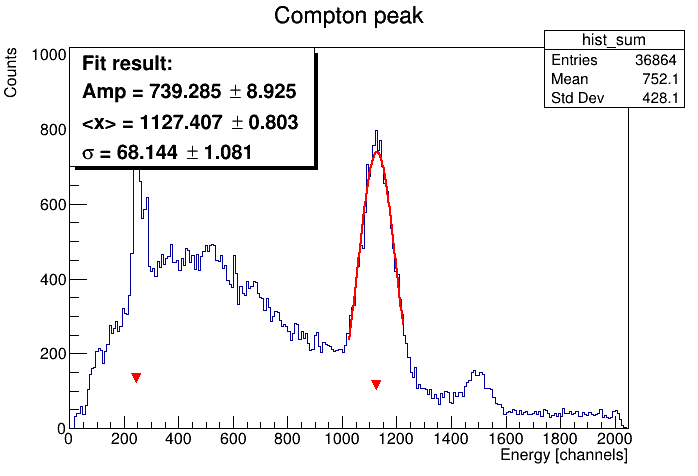 Compton peak
hist_sum
Entries 36864
Mean 752.1
Std Dev 428.1
Counts
Fit result:
Amp = 739.285 ± 8.925
<x> = 1127.407 ± 0.803
σ = 68.144 ± 1.081
1000
800
600
400
200
0
0 200 400 600 800 1000 1200 1400 1600 1800 2000
Energy [channels]